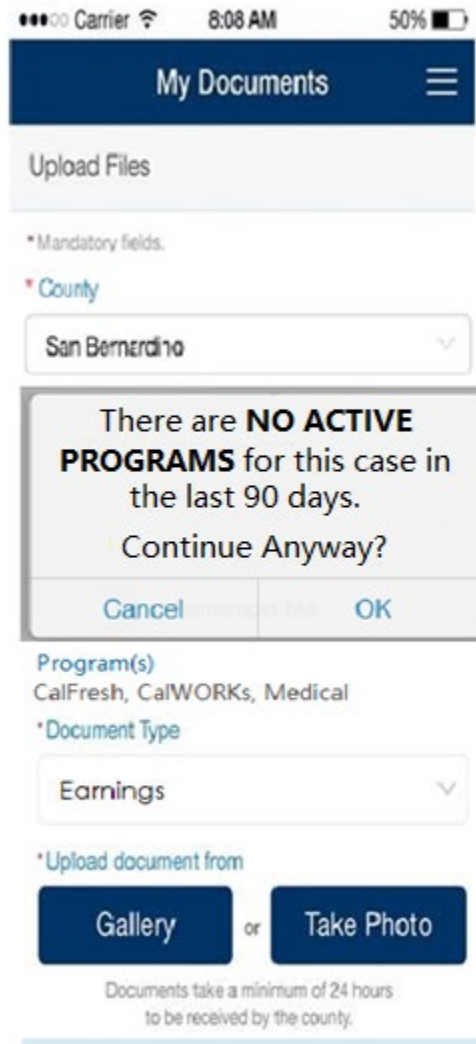 Carrier 8:08 AM 50%
My Documents
Upload Files
*Mandatory fields.
* County
San Bernardino
There are NO ACTIVE
PROGRAMS for this case in
the last 90 days.
Continue Anyway?
Cancel OK
Program(s)
CalFresh, CalWORKs, Medical
*Document Type
Earnings
*Upload document from
Gallery or Take Photo
Documents take a minimum of 24 hours
to be received by the county.